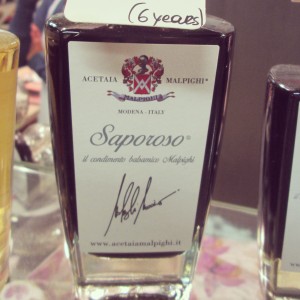 (6 years)
ACETAIA MALPIGHI®
MODENA - ITALY
Saporoso®
il condimento balsamico Malpighi
www.acetaiamalpighi.it